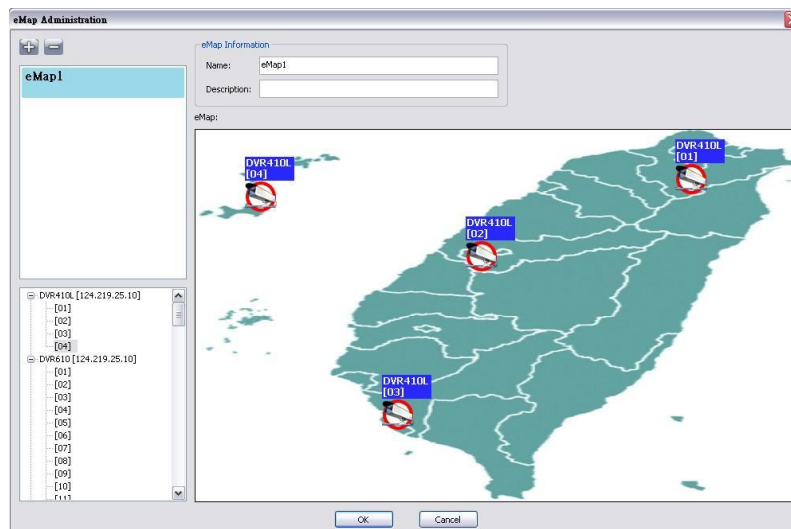 eMap Administration
eMap1
eMap Information
Name:
eMap1
Description:
eMap:
DVR410L
[01]
DVR410L
[04]
DVR410L
[02]
DVR410L
[03]
DVR410L [124.219.25.10]
[01]
[02]
[03]
[04]
DVR610 [124.219.25.10]
[01]
[02]
[03]
[04]
[05]
[06]
[07]
[08]
[09]
[10]
[11]
OK
Cancel